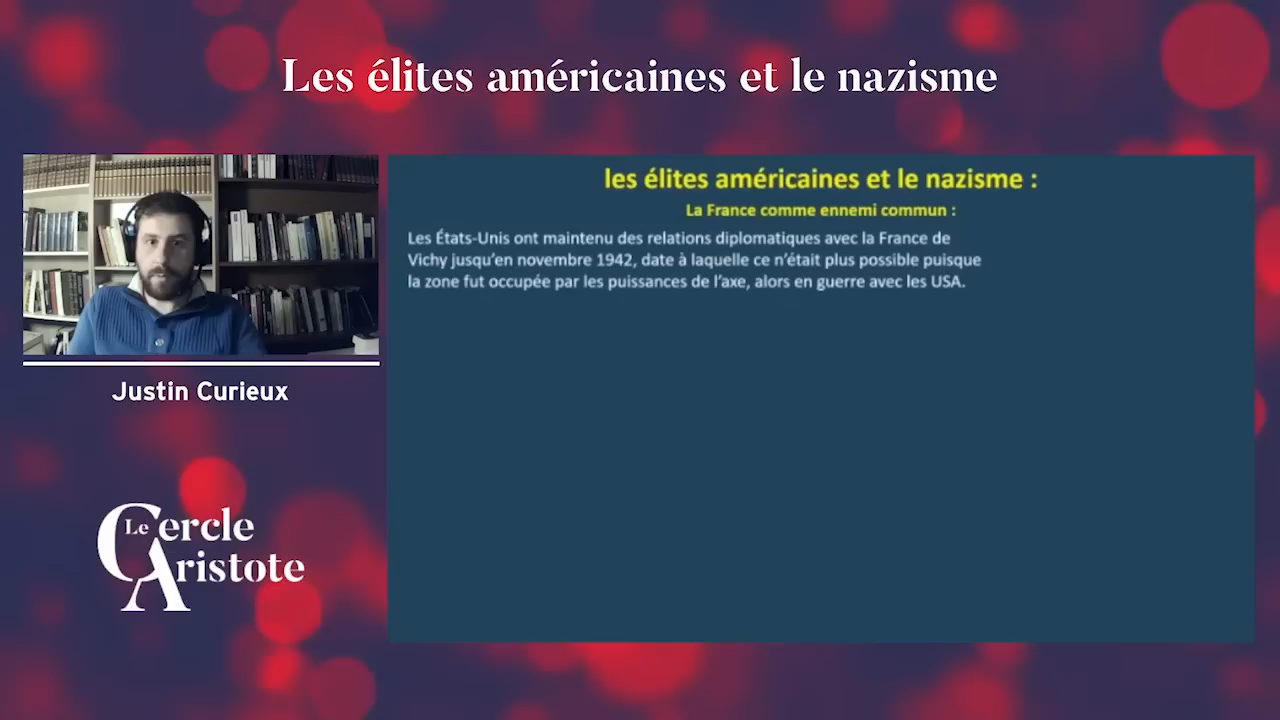 Les élites américaines et le nazisme
les élites américaines et le nazisme :
La France comme ennemi commun :
Les États-Unis ont maintenu des relations diplomatiques avec la France de
Vichy jusqu'en novembre 1942, date à laquelle ce n'était plus possible puisque
la zone fut occupée par les puissances de l'axe, alors en guerre avec les USA.
Justin Curieux
Le Cercle
Aristote